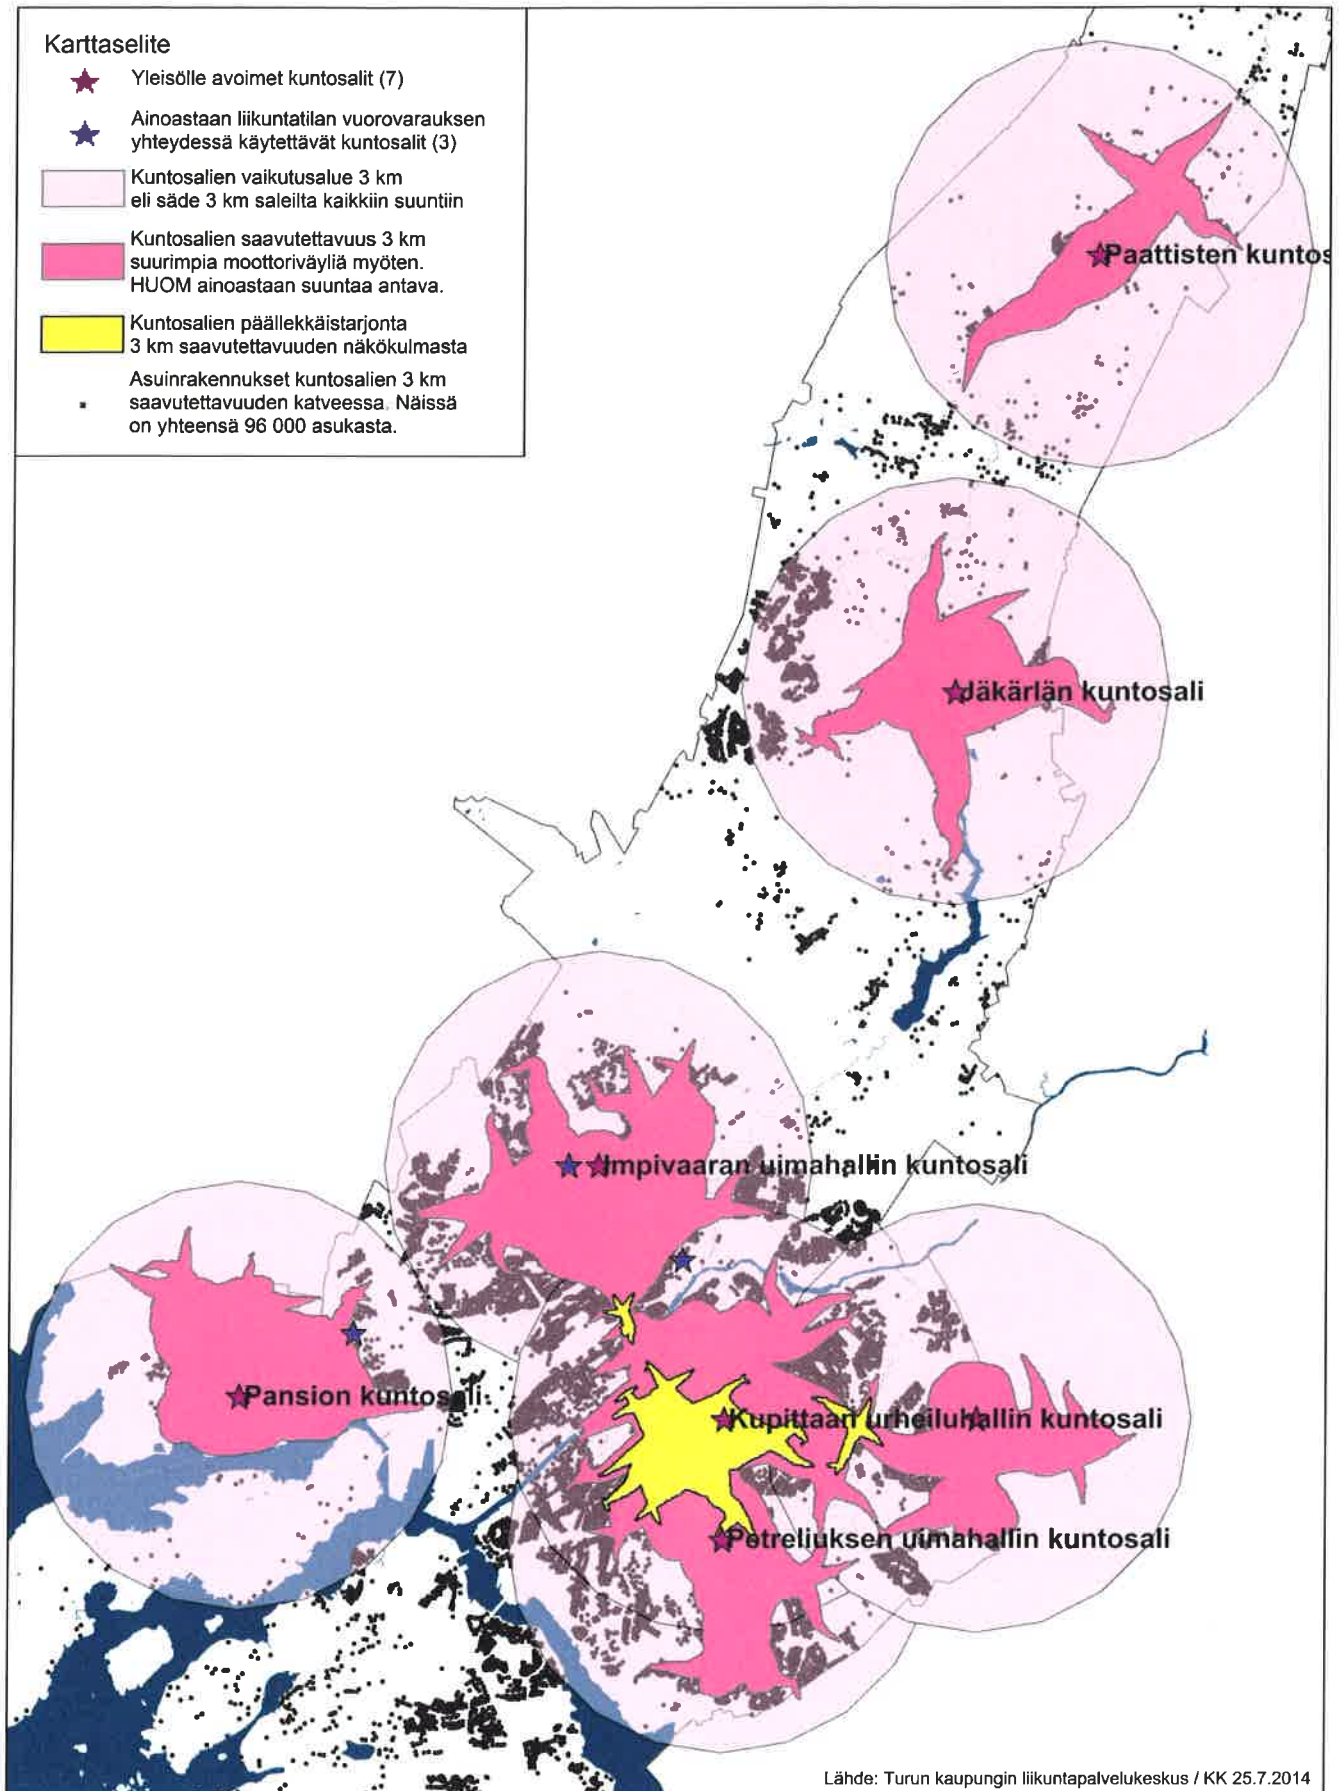 Karttaselite
Yleisölle avoimet kuntosalit (7)
Ainoastaan liikuntatilan vuorovarauksen
yhteydessä käytettävät kuntosalit (3)
Kuntosalien vaikutusalue 3 km
eli säde 3 km saleilta kaikkiin suuntiin
Kuntosalien saavutettavuus 3 km
suurimpia moottoriväyliä myöten.
HUOM ainoastaan suuntaa antava.
Kuntosalien päällekkäistarjonta
3 km saavutettavuuden näkökulmasta
Asuinrakennukset kuntosalien 3 km
saavutettavuuden katveessa. Näissä
on yhteensä 96 000 asukasta.
Paattisten kuntos
Jäkärlän kuntosali
Impivaaran uimahallin kuntosali
Pansion kuntosali
Kupittaan urheiluhallin kuntosali
Petreliuksen uimahallin kuntosali
Lähde: Turun kaupungin liikuntapalvelukeskus / KK 25.7.2014